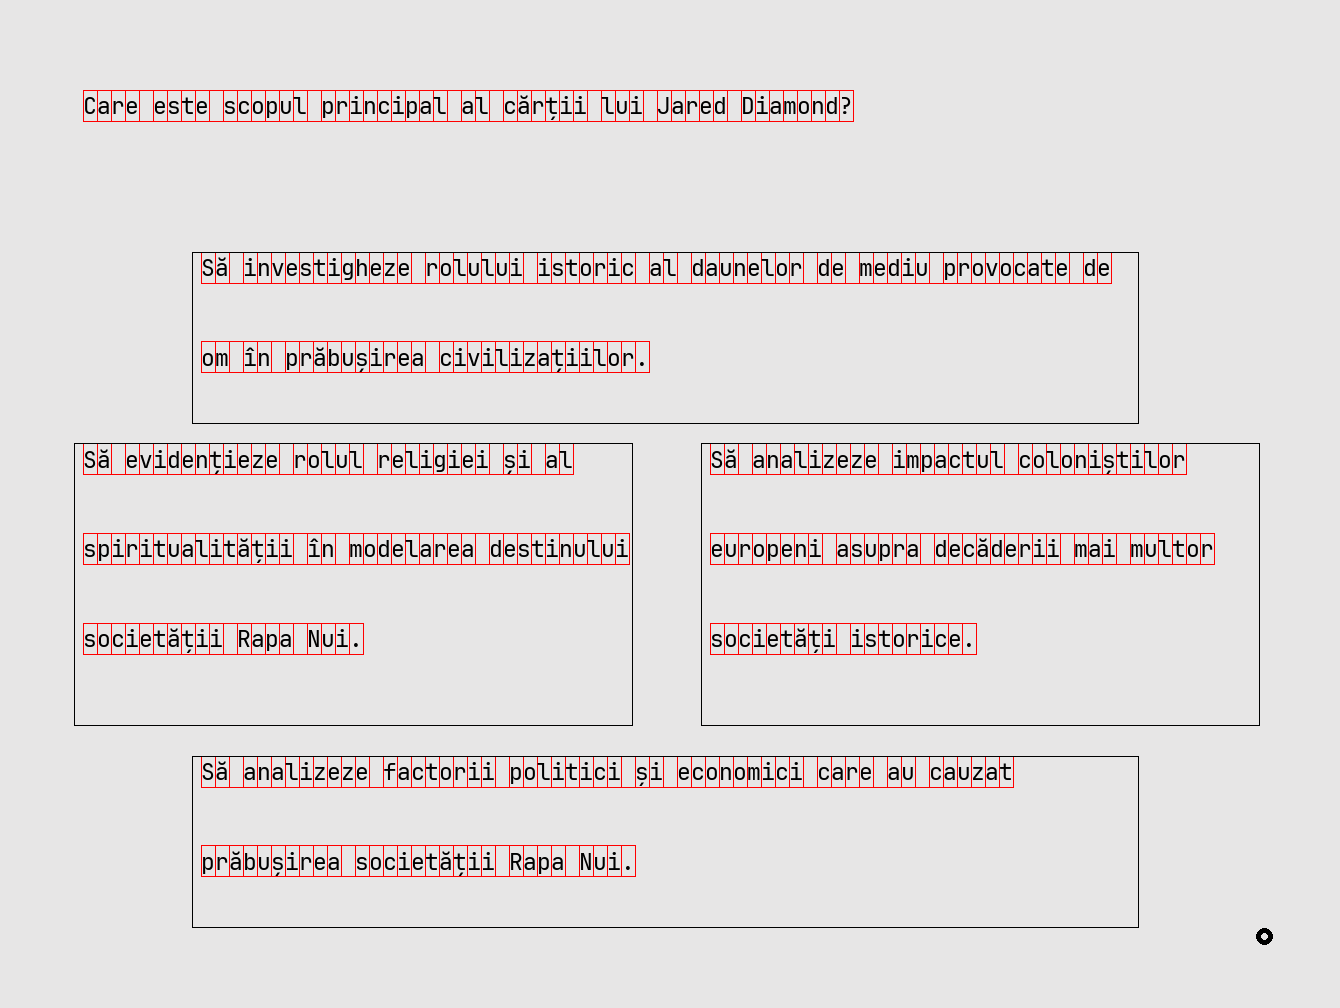 Care este scopul principal al cărții lui Jared Diamond?
Să investigheze rolului istoric al daunelor de mediu provocate de
om în prăbușirea civilizațiilor.
Să evidențieze rolul religiei și al
spiritualității în modelarea destinului
societății Rapa Nui.
Să analizeze impactul coloniștilor
europeni asupra decăderii mai multor
societăți istorice.
Să analizeze factorii politici și economici care au cauzat
prăbușirea societății Rapa Nui.